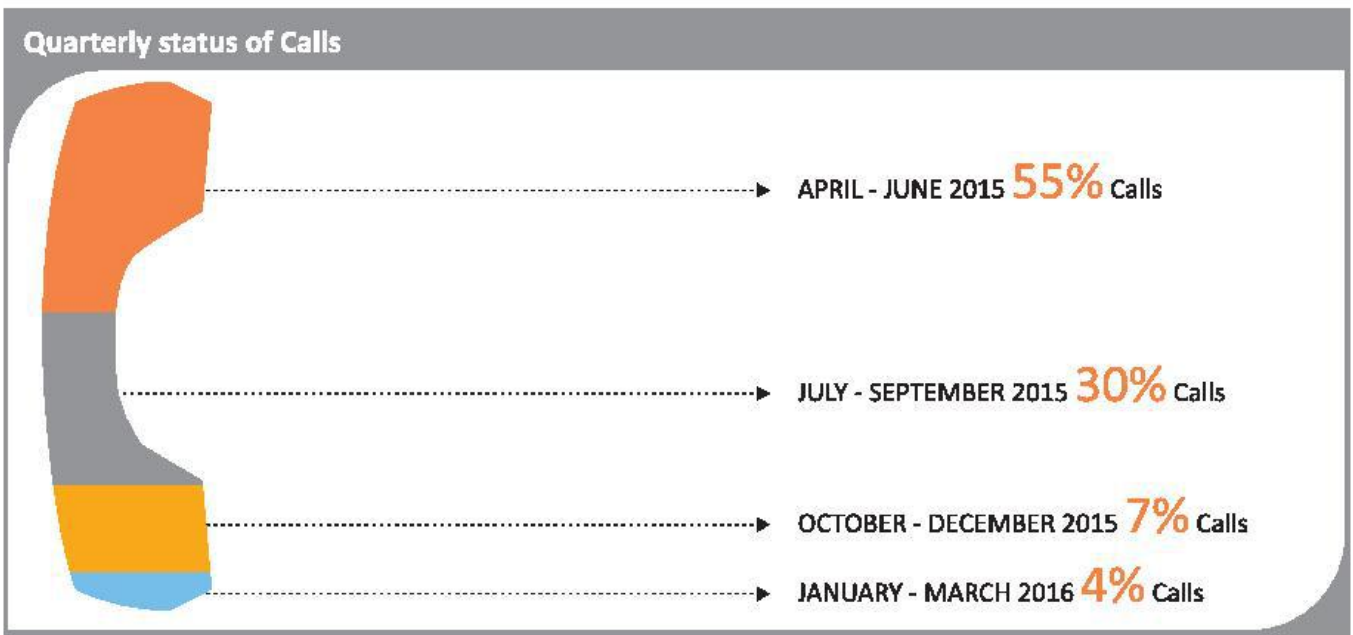 Quarterly status of Calls
APRIL - JUNE 2015 55% Calls
JULY - SEPTEMBER 2015 30% Calls
OCTOBER - DECEMBER 2015 7% Calls
JANUARY - MARCH 2016 4% Calls